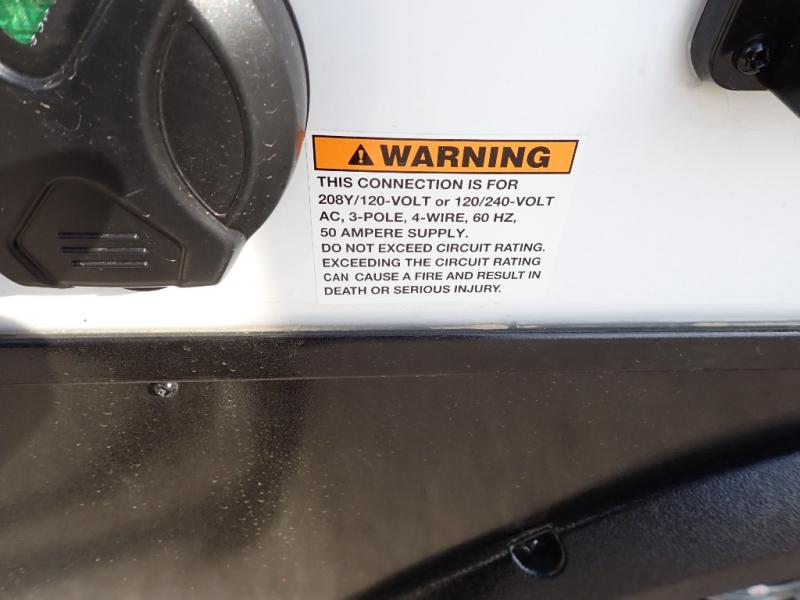 WARNING
THIS CONNECTION IS FOR
208Y/120-VOLT or 120/240-VOLT
AC, 3-POLE, 4-WIRE, 60 HZ,
50 AMPERE SUPPLY.
DO NOT EXCEED CIRCUIT RATING.
EXCEEDING THE CIRCUIT RATING
CAN CAUSE A FIRE AND RESULT IN
DEATH OR SERIOUS INJURY.